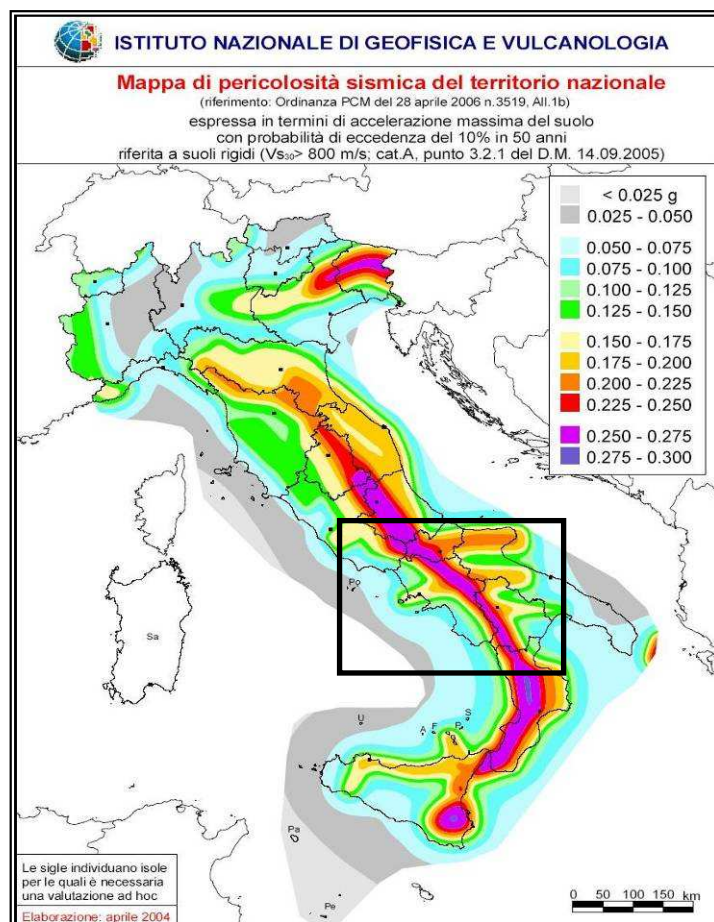 ISTITUTO NAZIONALE DI GEOFISICA E VULCANOLOGIA
Mappa di pericolosità sismica del territorio nazionale
(riferimento: Ordinanza PCM del 28 aprile 2006 n.3519, All.1b)
espressa in termini di accelerazione massima del suolo
con probabilità di eccedenza del 10% in 50 anni
riferita a suoli rigidi (Vs30> 800 m/s; cat.A, punto 3.2.1 del D.M. 14.09.2005)
< 0.025 g
0.025 - 0.050
0.050 - 0.075
0.075 - 0.100
0.100 - 0.125
0.125 - 0.150
0.150 - 0.175
0.175 - 0.200
0.200 - 0.225
0.225 - 0.250
0.250 - 0.275
0.275 - 0.300
Po
Sa
U
A
F
P
S
Pa
Pe
Le sigle individuano isole
per le quali è necessaria
una valutazione ad hoc
Elaborazione: aprile 2004
0 50 100 150 km